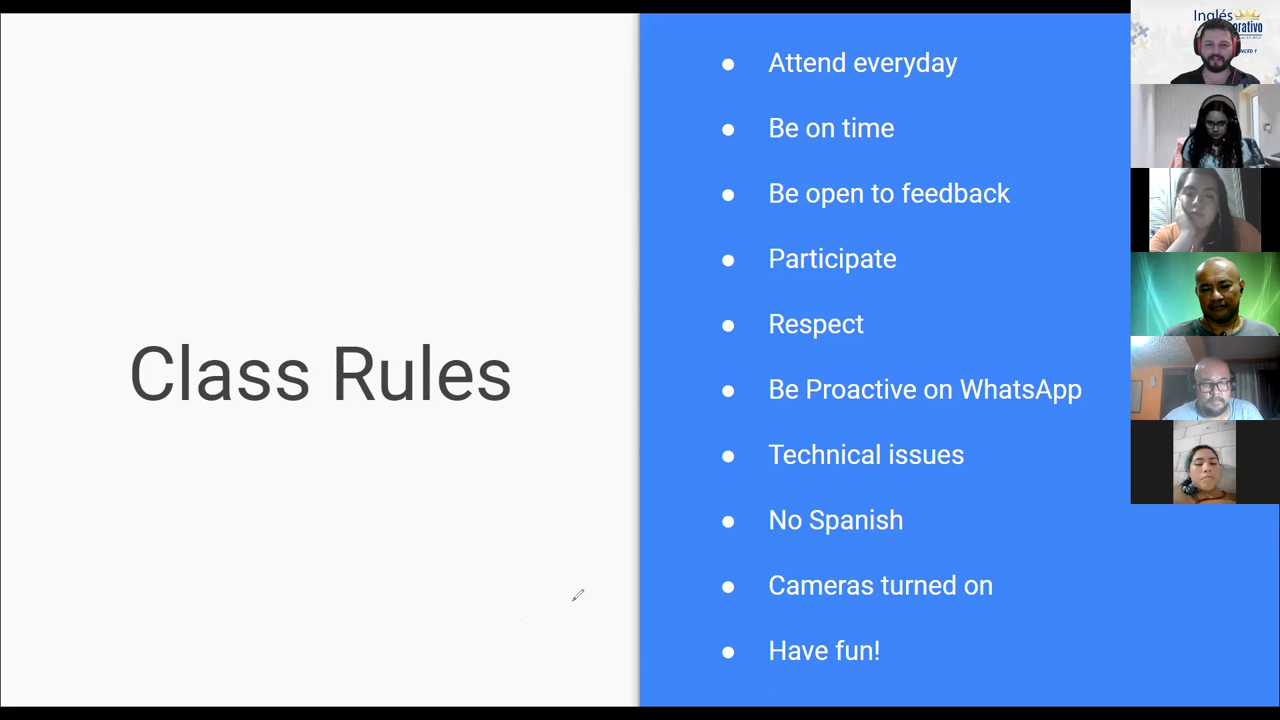 Class Rules
Attend everyday
Be on time
Be open to feedback
Participate
Respect
Be Proactive on WhatsApp
Technical issues
No Spanish
Cameras turned on
Have fun!
Inglés